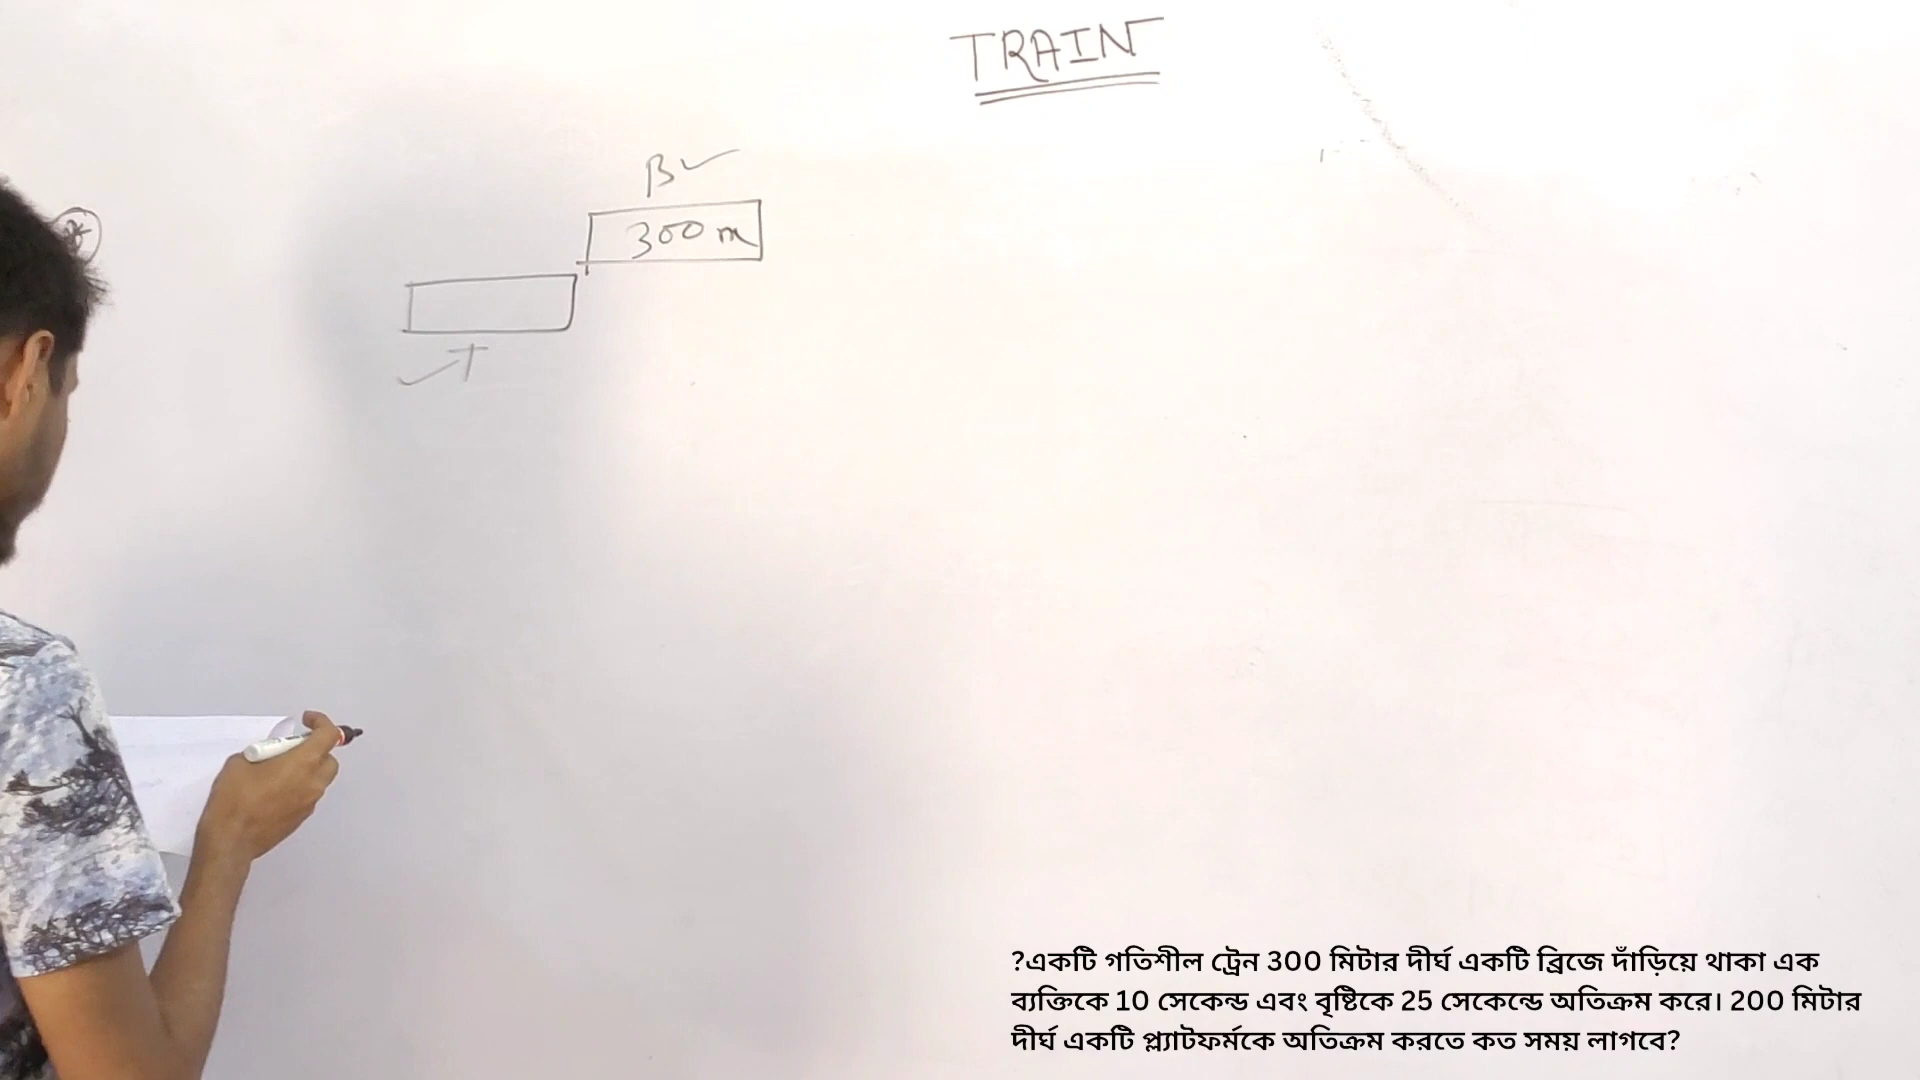 TRAIN
B
300 m
T
?একটি গতিশীল ট্রেন 300 মিটার দীর্ঘ একটি ব্রিজে দাঁড়িয়ে থাকা এক
ব্যক্তিকে 10 সেকেন্ড এবং বৃষ্টিকে 25 সেকেন্ডে অতিক্রম করে। 200 মিটার
দীর্ঘ একটি প্ল্যাটফর্মকে অতিক্রম করতে কত সময় লাগবে?